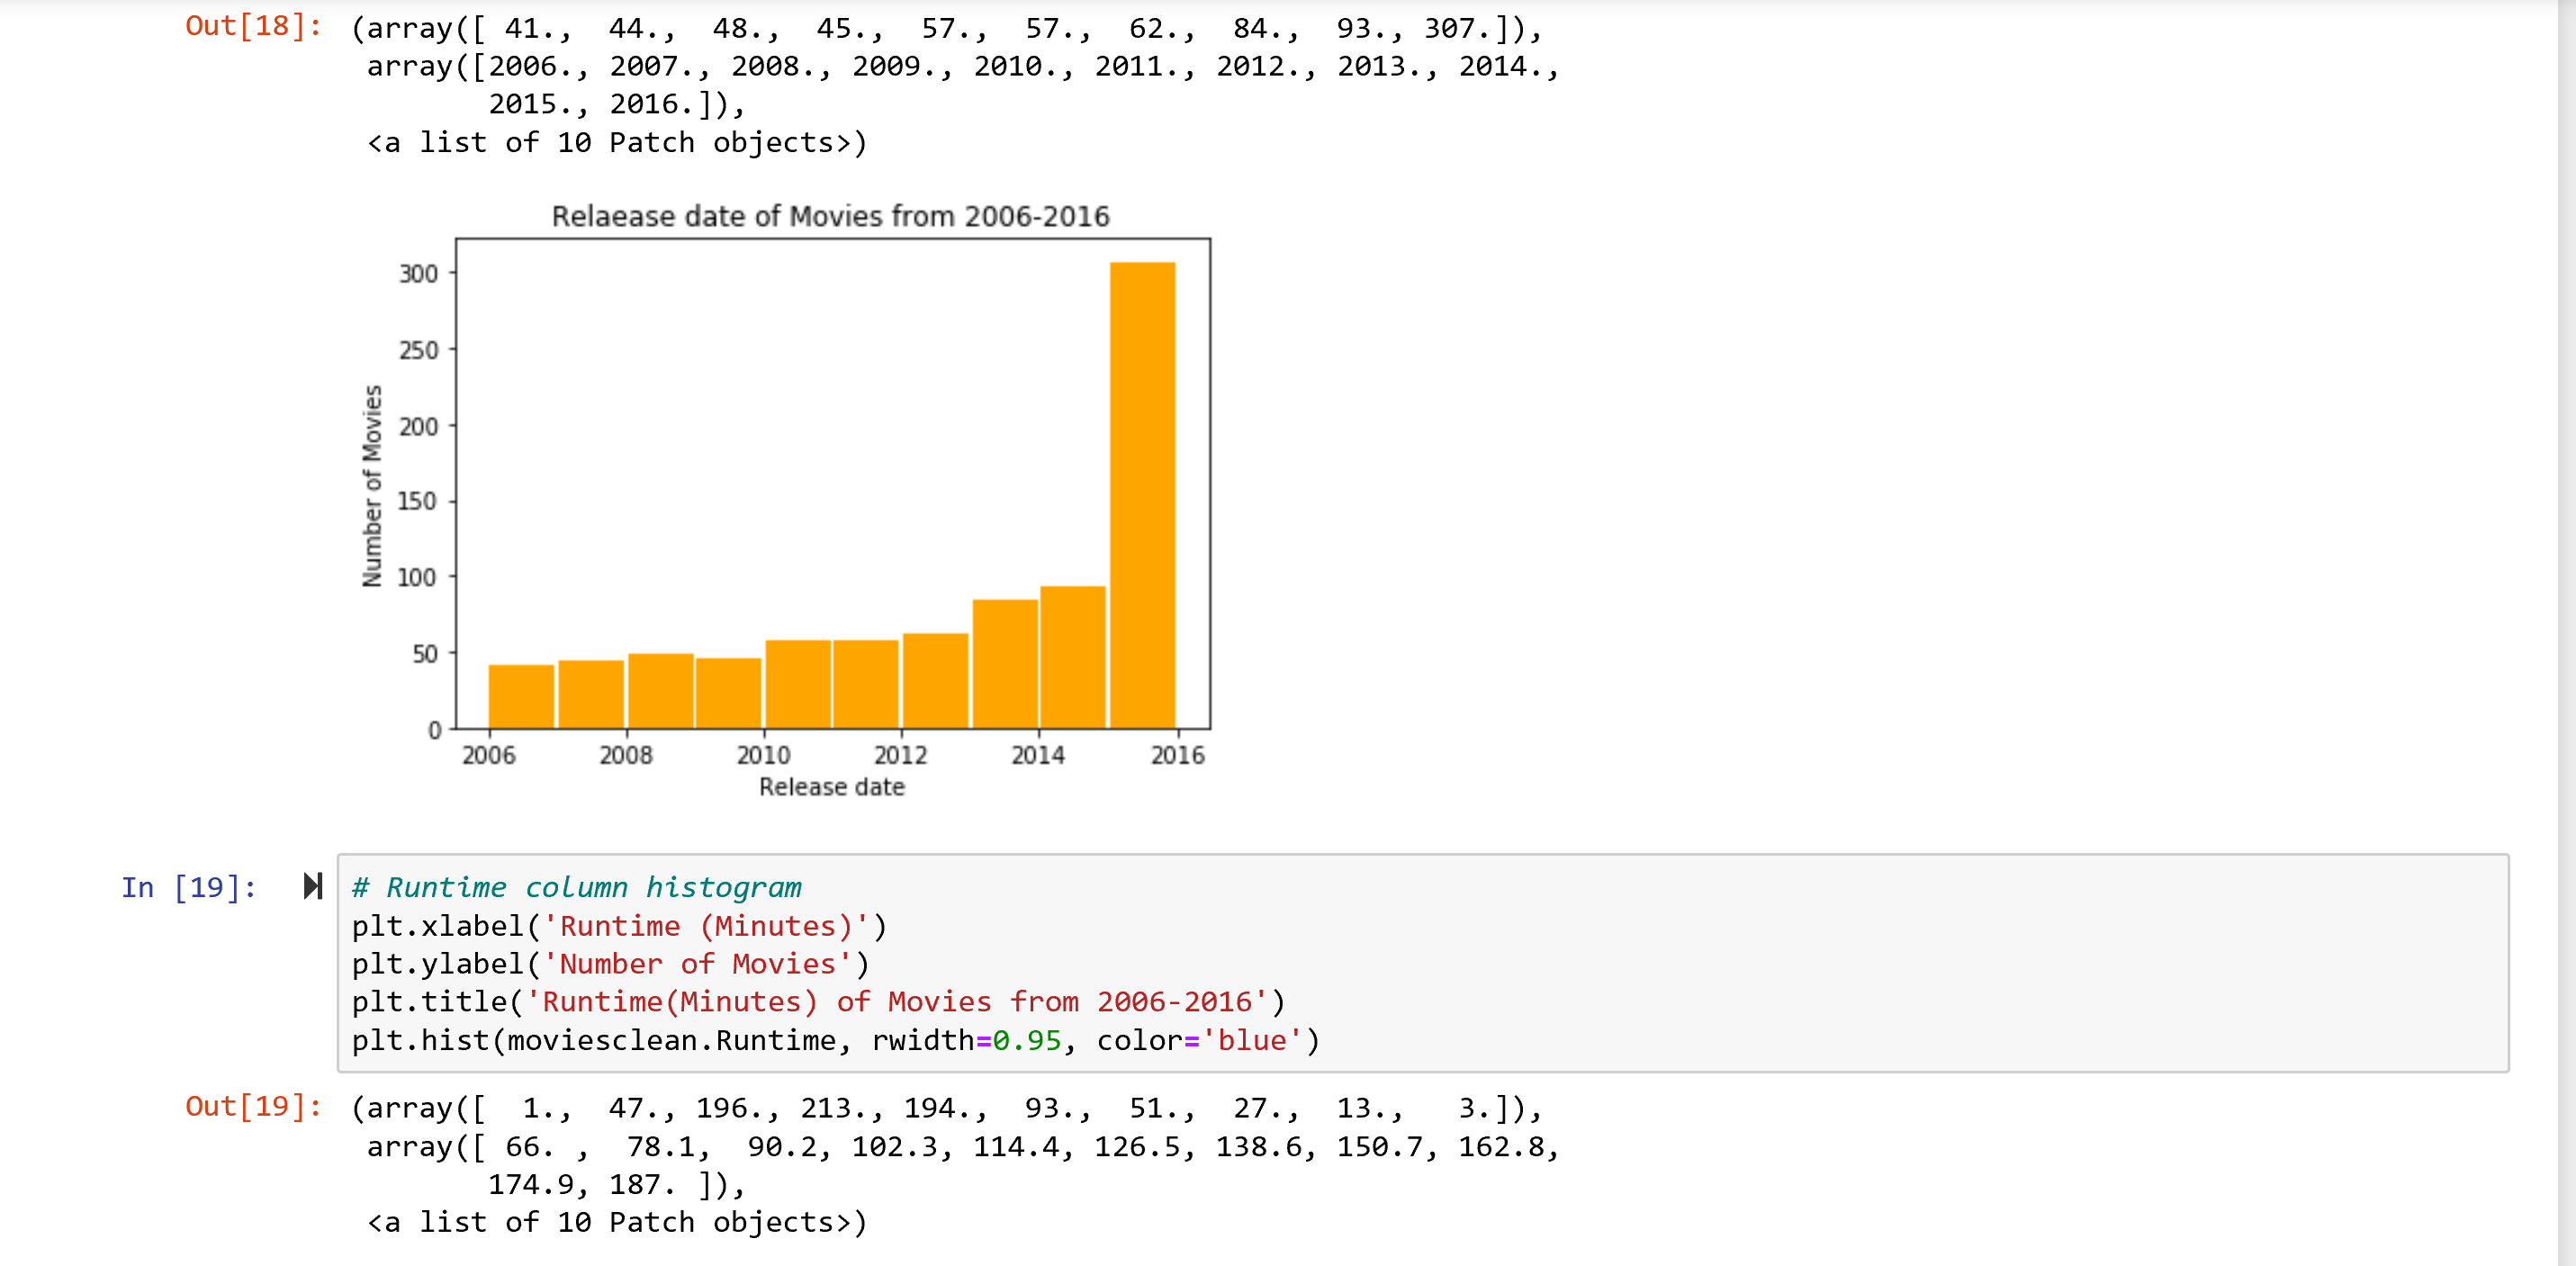 Out[18]: (array([ 41.,  44.,  48.,  45.,  57.,  57.,  62.,  84.,  93., 307.]),
array([2006., 2007., 2008., 2009., 2010., 2011., 2012., 2013., 2014.,
2015., 2016.]),
<a list of 10 Patch objects>)
Relaease date of Movies from 2006-2016
Number of Movies
300
250
200
150
100
50
0
2006 2008 2010 2012 2014 2016
Release date
In [19]: # Runtime column histogram
plt.xlabel('Runtime (Minutes)')
plt.ylabel('Number of Movies')
plt.title('Runtime(Minutes) of Movies from 2006-2016')
plt.hist(moviesclean.Runtime, rwidth=0.95, color='blue')
Out[19]: (array([  1.,  47., 196., 213., 194.,  93.,  51.,  27.,  13.,   3.]),
array([ 66. ,  78.1,  90.2, 102.3, 114.4, 126.5, 138.6, 150.7, 162.8,
174.9, 187. ]),
<a list of 10 Patch objects>)